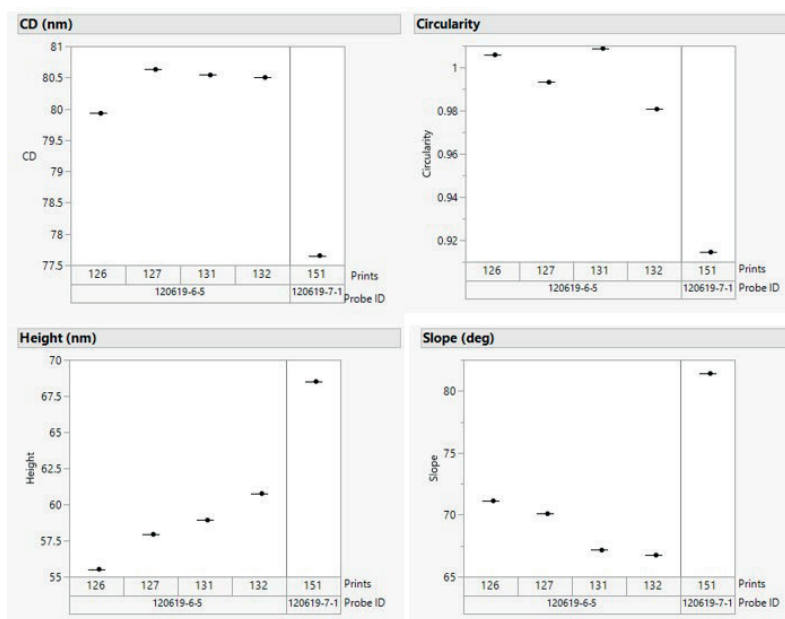 CD (nm)
81
80.5
80
79.5
79
78.5
78
77.5
CD
126 127 131 132 151 Prints
120619-6-5 120619-7-1 Probe ID
Circularity
1
0.98
0.96
0.94
0.92
Circularity
126 127 131 132 151 Prints
120619-6-5 120619-7-1 Probe ID
Height (nm)
70
67.5
65
62.5
60
57.5
55
Height
126 127 131 132 151 Prints
120619-6-5 120619-7-1 Probe ID
Slope (deg)
80
75
70
65
Slope
126 127 131 132 151 Prints
120619-6-5 120619-7-1 Probe ID